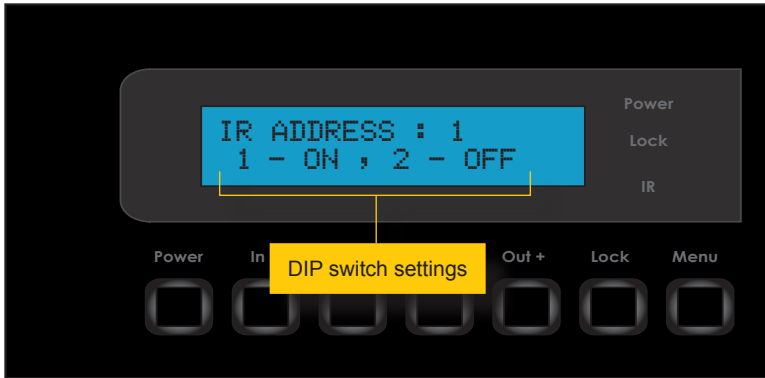 Power
IR ADDRESS : 1
Lock
1 - ON , 2 - OFF
IR
Power
In
Out +
Lock
Menu
DIP switch settings